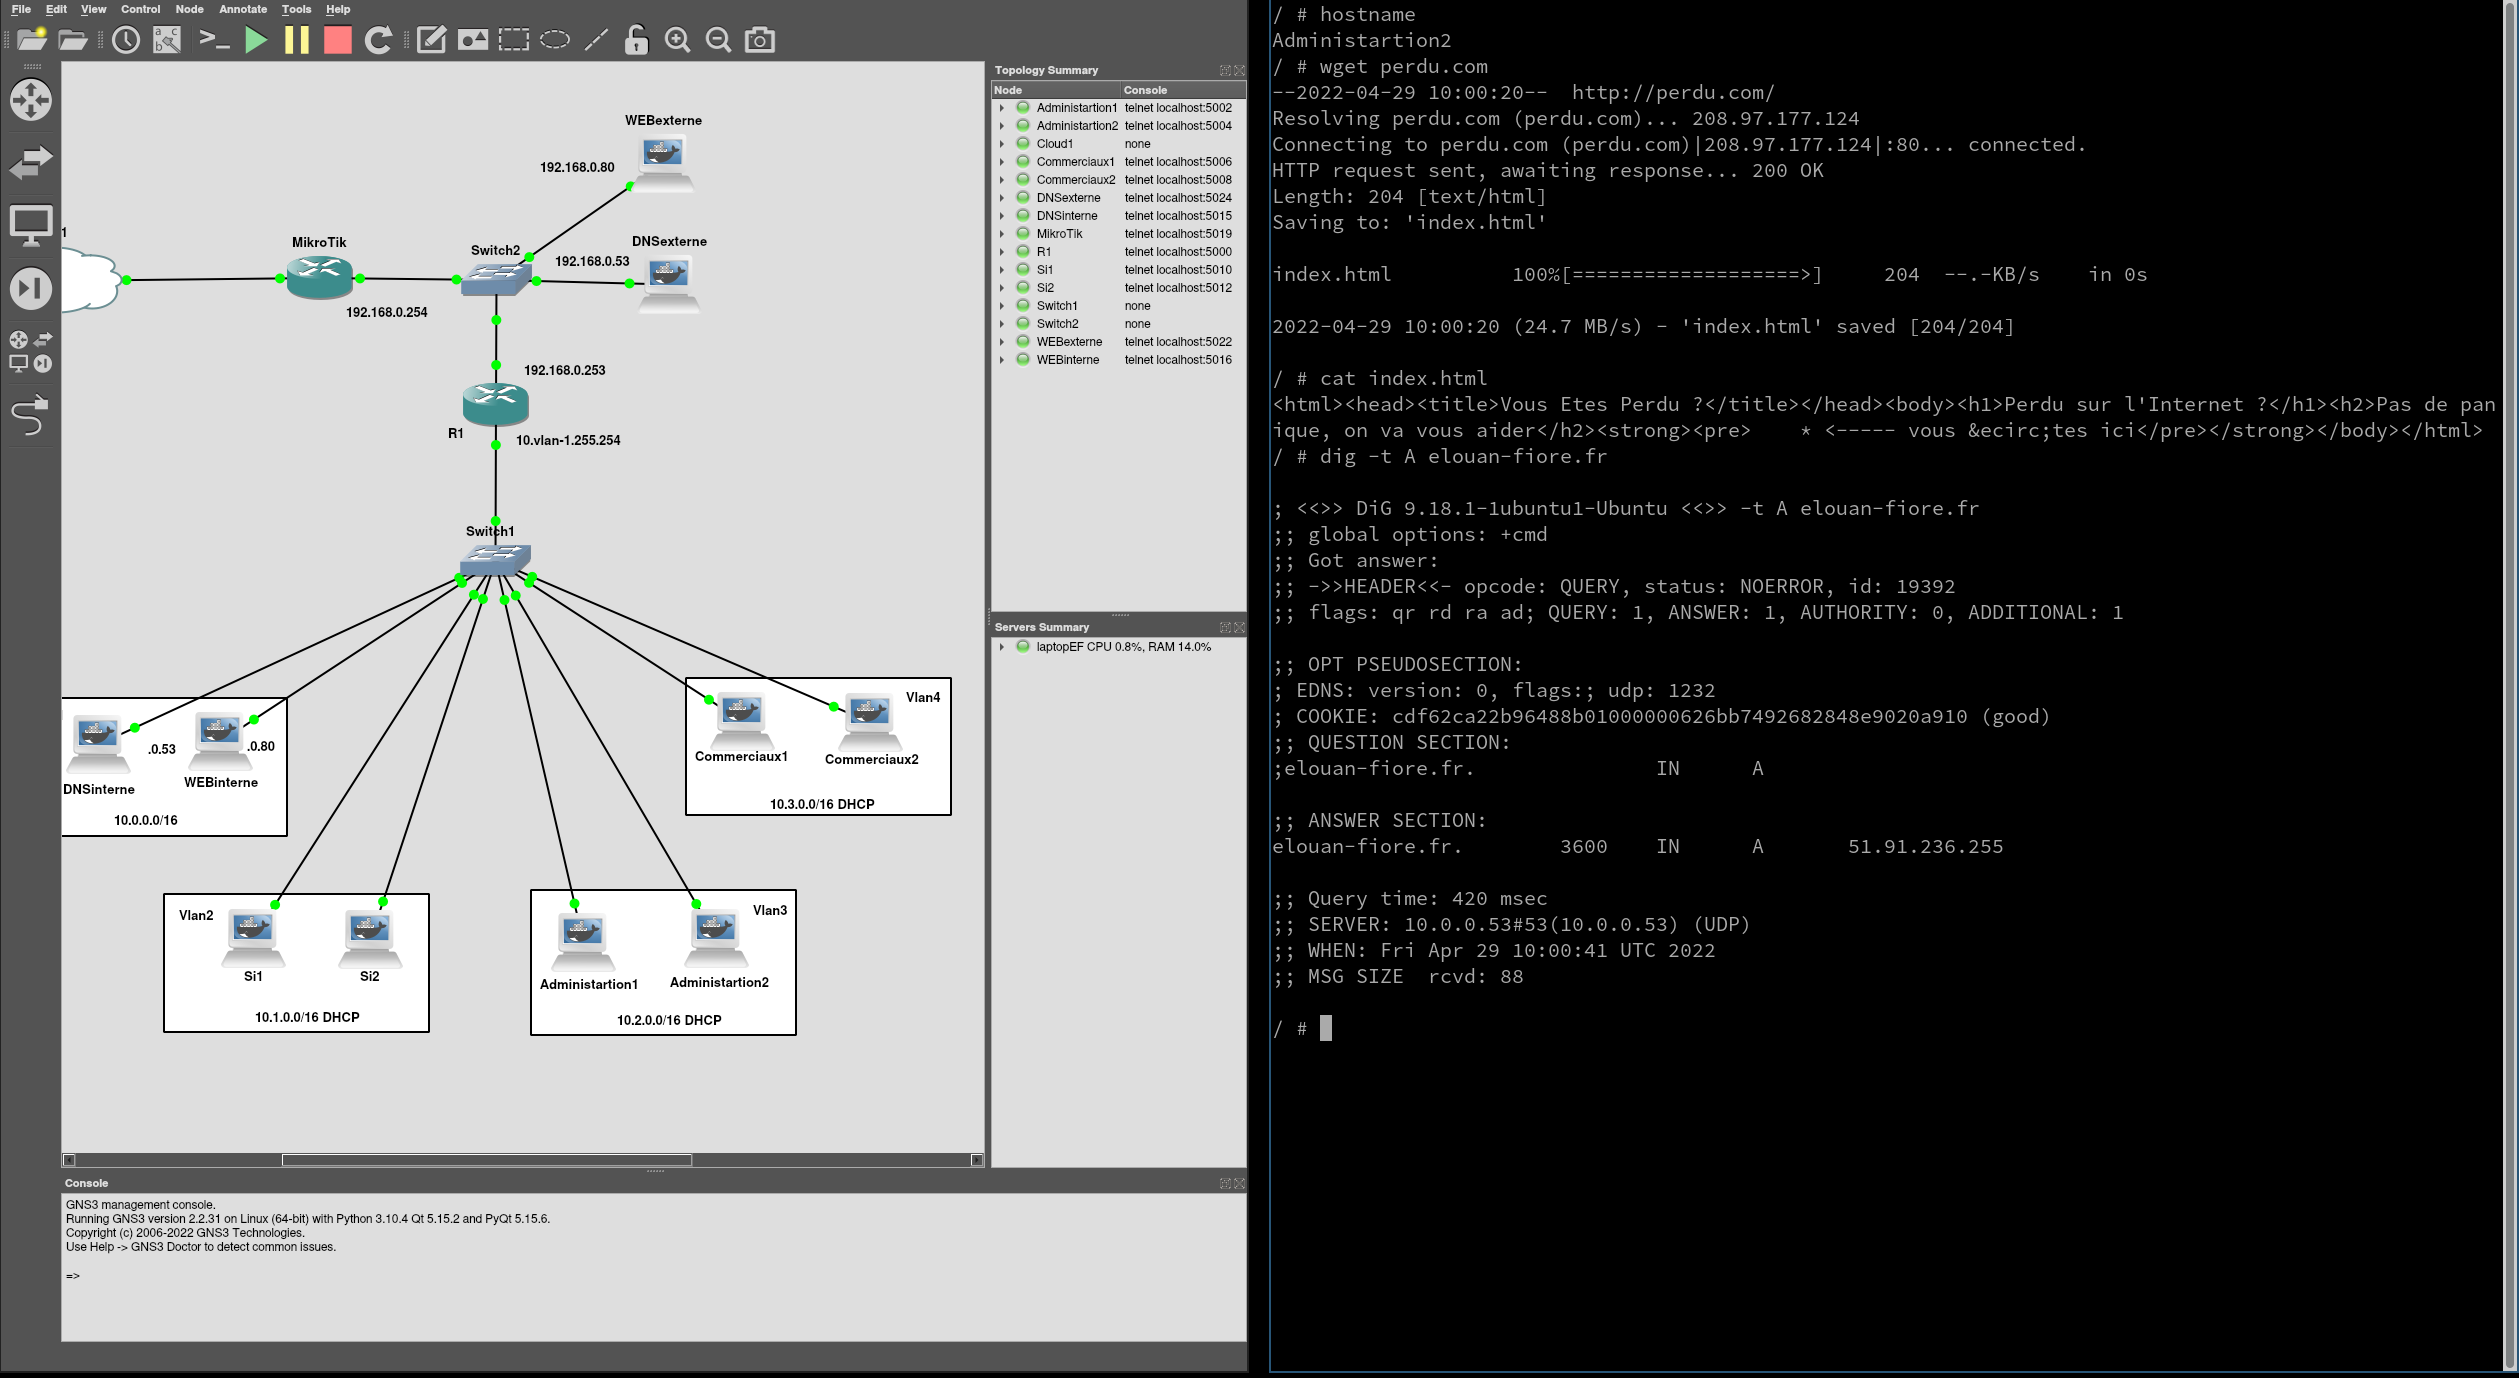 File Edit View Control Node Annotate Tools Help
1
WEBexterne
192.168.0.80
MikroTik
Switch2
DNSexterne
192.168.0.53
192.168.0.254
192.168.0.253
R1
10.vlan-1.255.254
Switch1
.0.53
.0.80
DNSinterne
WEBinterne
10.0.0.0/16
Vlan4
Commerciaux1
Commerciaux2
10.3.0.0/16 DHCP
Vlan2
Si1
Si2
10.1.0.0/16 DHCP
Vlan3
Administartion1
Administartion2
10.2.0.0/16 DHCP
Topology Summary
Node Console
Administartion1 telnet localhost:5002
Administartion2 telnet localhost:5004
Cloud1 none
Commerciaux1 telnet localhost:5006
Commerciaux2 telnet localhost:5008
DNSexterne telnet localhost:5024
DNSinterne telnet localhost:5015
MikroTik telnet localhost:5019
R1 telnet localhost:5000
Si1 telnet localhost:5010
Si2 telnet localhost:5012
Switch1 none
Switch2 none
WEBexterne telnet localhost:5022
WEBinterne telnet localhost:5016
Servers Summary
laptopEF CPU 0.8%, RAM 14.0%
Console
GNS3 management console.
Running GNS3 version 2.2.31 on Linux (64-bit) with Python 3.10.4 Qt 5.15.2 and PyQt 5.15.6.
Copyright (c) 2006-2022 GNS3 Technologies.
Use Help -> GNS3 Doctor to detect common issues.
=>
/ # hostname
Administartion2
/ # wget perdu.com
--2022-04-29 10:00:20--  http://perdu.com/
Resolving perdu.com (perdu.com)... 208.97.177.124
Connecting to perdu.com (perdu.com)|208.97.177.124|:80... connected.
HTTP request sent, awaiting response... 200 OK
Length: 204 [text/html]
Saving to: 'index.html'
index.html          100%[===================>]     204  --.-KB/s    in 0s
2022-04-29 10:00:20 (24.7 MB/s) - 'index.html' saved [204/204]
/ # cat index.html
<html><head><title>Vous Etes Perdu ?</title></head><body><h1>Perdu sur l'Internet ?</h1><h2>Pas de pan
ique, on va vous aider</h2><strong><pre>    * <----- vous &ecirc;tes ici</pre></strong></body></html>
/ # dig -t A elouan-fiore.fr
; <<>> DiG 9.18.1-1ubuntu1-Ubuntu <<>> -t A elouan-fiore.fr
;; global options: +cmd
;; Got answer:
;; ->>HEADER<<- opcode: QUERY, status: NOERROR, id: 19392
;; flags: qr rd ra ad; QUERY: 1, ANSWER: 1, AUTHORITY: 0, ADDITIONAL: 1
;; OPT PSEUDOSECTION:
; EDNS: version: 0, flags:; udp: 1232
; COOKIE: cdf62ca22b96488b01000000626bb7492682848e9020a910 (good)
;; QUESTION SECTION:
;elouan-fiore.fr.               IN      A
;; ANSWER SECTION:
elouan-fiore.fr.        3600    IN      A       51.91.236.255
;; Query time: 420 msec
;; SERVER: 10.0.0.53#53(10.0.0.53) (UDP)
;; WHEN: Fri Apr 29 10:00:41 UTC 2022
;; MSG SIZE  rcvd: 88
/ #